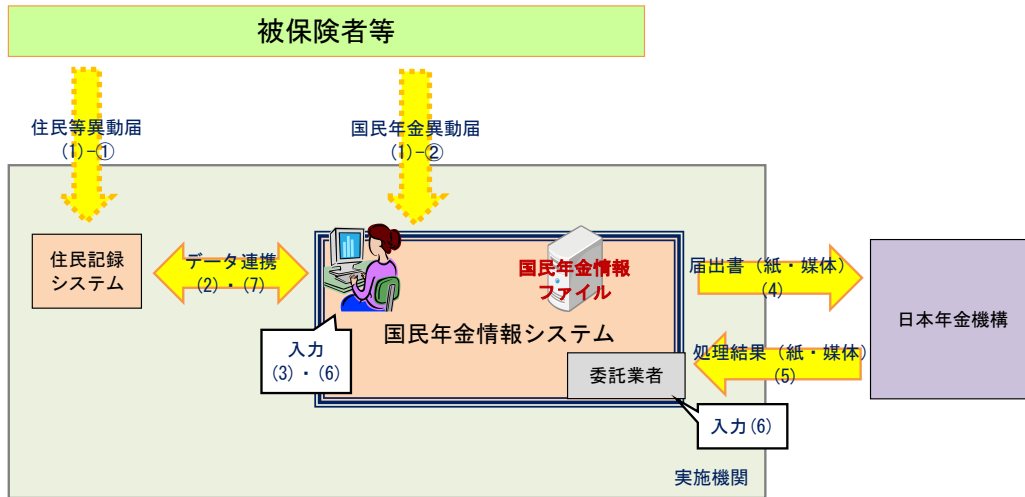 被保険者等
住民等異動届
(1)-①
国民年金異動届
(1)-②
住民記録
システム
データ連携
(2)・(7)
国民年金情報
ファイル
国民年金情報システム
入力
(3)・(6)
委託業者
入力(6)
届出書（紙・媒体）
(4)
処理結果（紙・媒体）
(5)
日本年金機構
実施機関